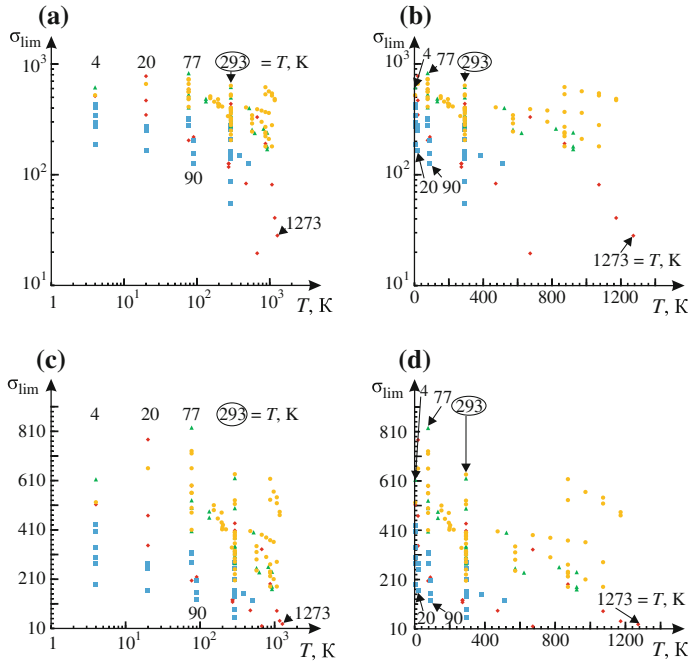 (a)
σlim
4 20 77 293 = T, K
10³
10²
90
1273
10¹
1 10¹ 10² 10³
T, K
(b)
σlim
4 77 293
10³
10²
20 90
1273 = T, K
10¹
0 400 800 1200
T, K
(c)
σlim
4 20 77 293 = T, K
810
610
410
210
90
1273
10
1 10¹ 10² 10³
T, K
(d)
σlim
4 77
293
810
610
410
210
20 90
1273 = T, K
10
0 400 800 1200
T, K